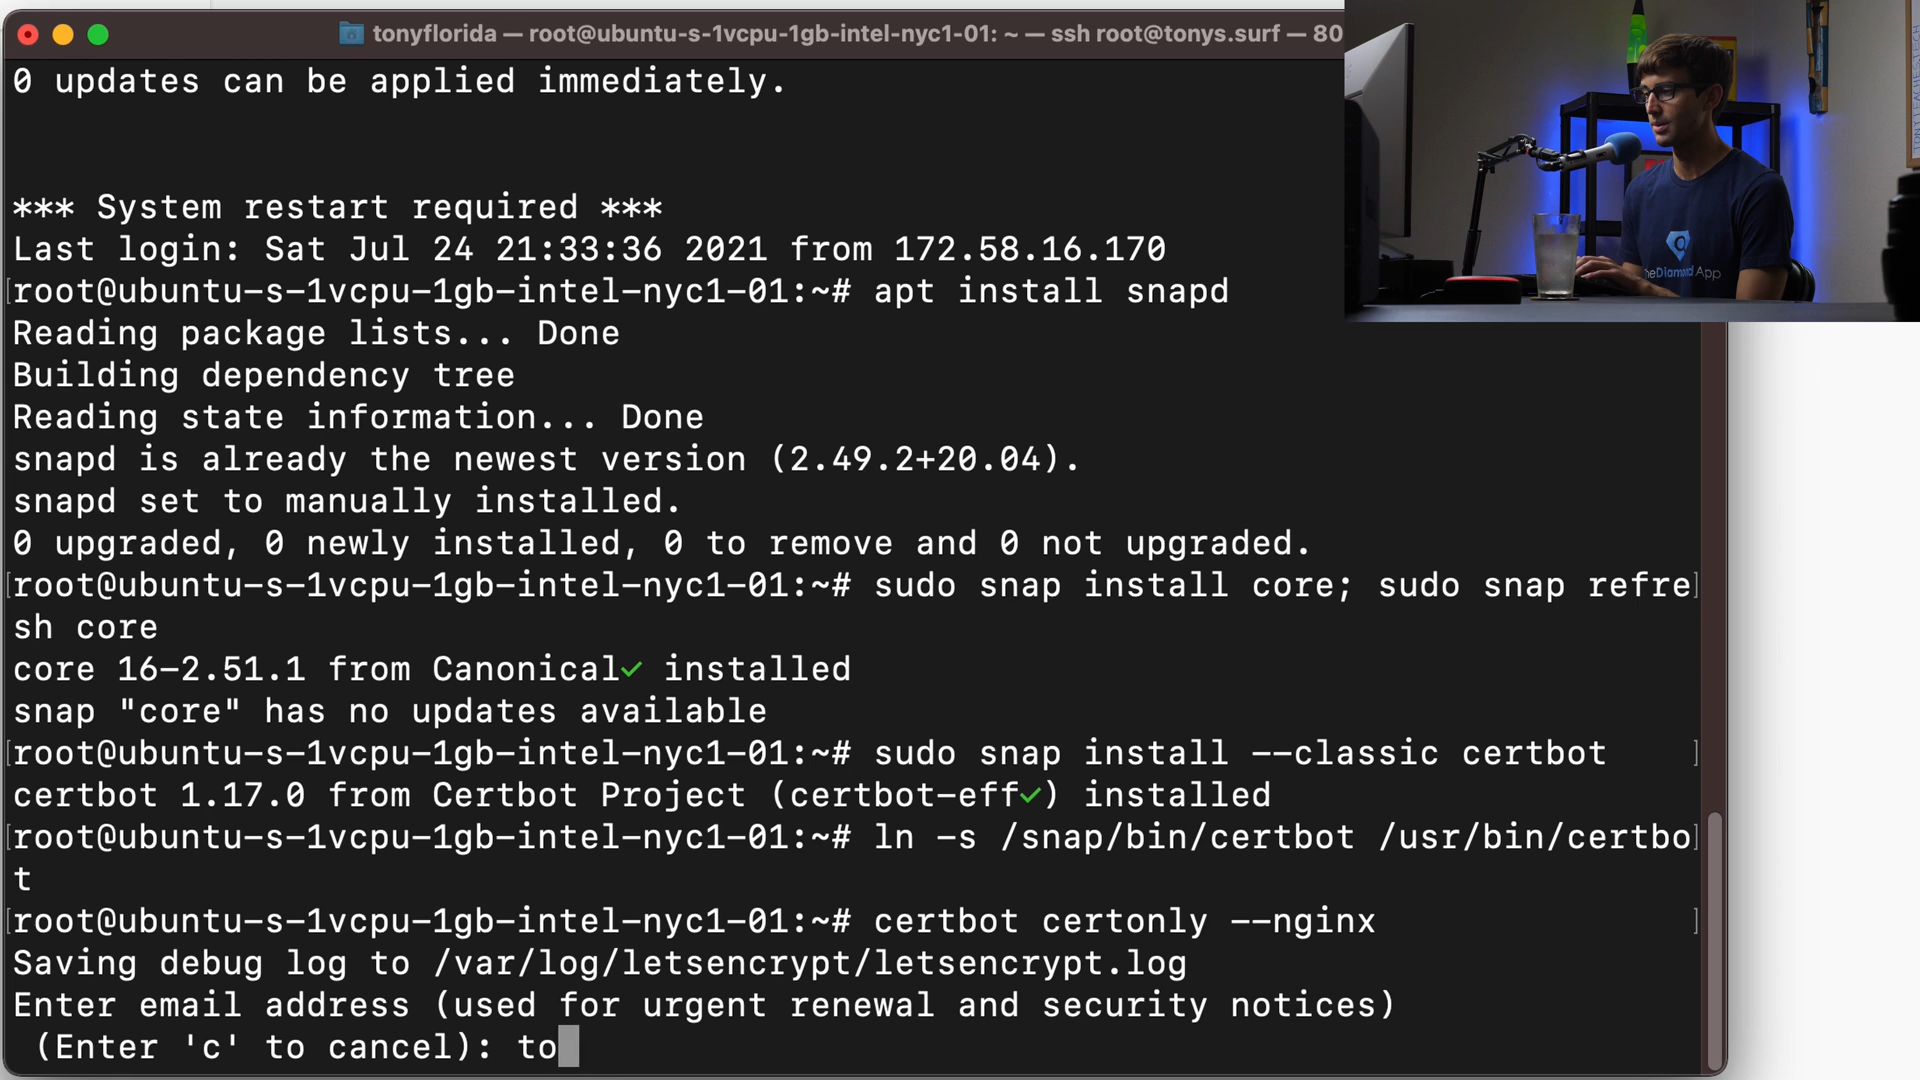 tonyflorida — root@ubuntu-s-1vcpu-1gb-intel-nyc1-01: ~ — ssh root@tonys.surf — 80
0 updates can be applied immediately.
*** System restart required ***
Last login: Sat Jul 24 21:33:36 2021 from 172.58.16.170
[root@ubuntu-s-1vcpu-1gb-intel-nyc1-01:~# apt install snapd
Reading package lists... Done
Building dependency tree
Reading state information... Done
snapd is already the newest version (2.49.2+20.04).
snapd set to manually installed.
0 upgraded, 0 newly installed, 0 to remove and 0 not upgraded.
[root@ubuntu-s-1vcpu-1gb-intel-nyc1-01:~# sudo snap install core; sudo snap refre]
sh core
core 16-2.51.1 from Canonical✓ installed
snap "core" has no updates available
[root@ubuntu-s-1vcpu-1gb-intel-nyc1-01:~# sudo snap install --classic certbot ]
certbot 1.17.0 from Certbot Project (certbot-eff✓) installed
[root@ubuntu-s-1vcpu-1gb-intel-nyc1-01:~# ln -s /snap/bin/certbot /usr/bin/certbo]
t
[root@ubuntu-s-1vcpu-1gb-intel-nyc1-01:~# certbot certonly --nginx ]
Saving debug log to /var/log/letsencrypt/letsencrypt.log
Enter email address (used for urgent renewal and security notices)
(Enter 'c' to cancel): to
heDiamond App